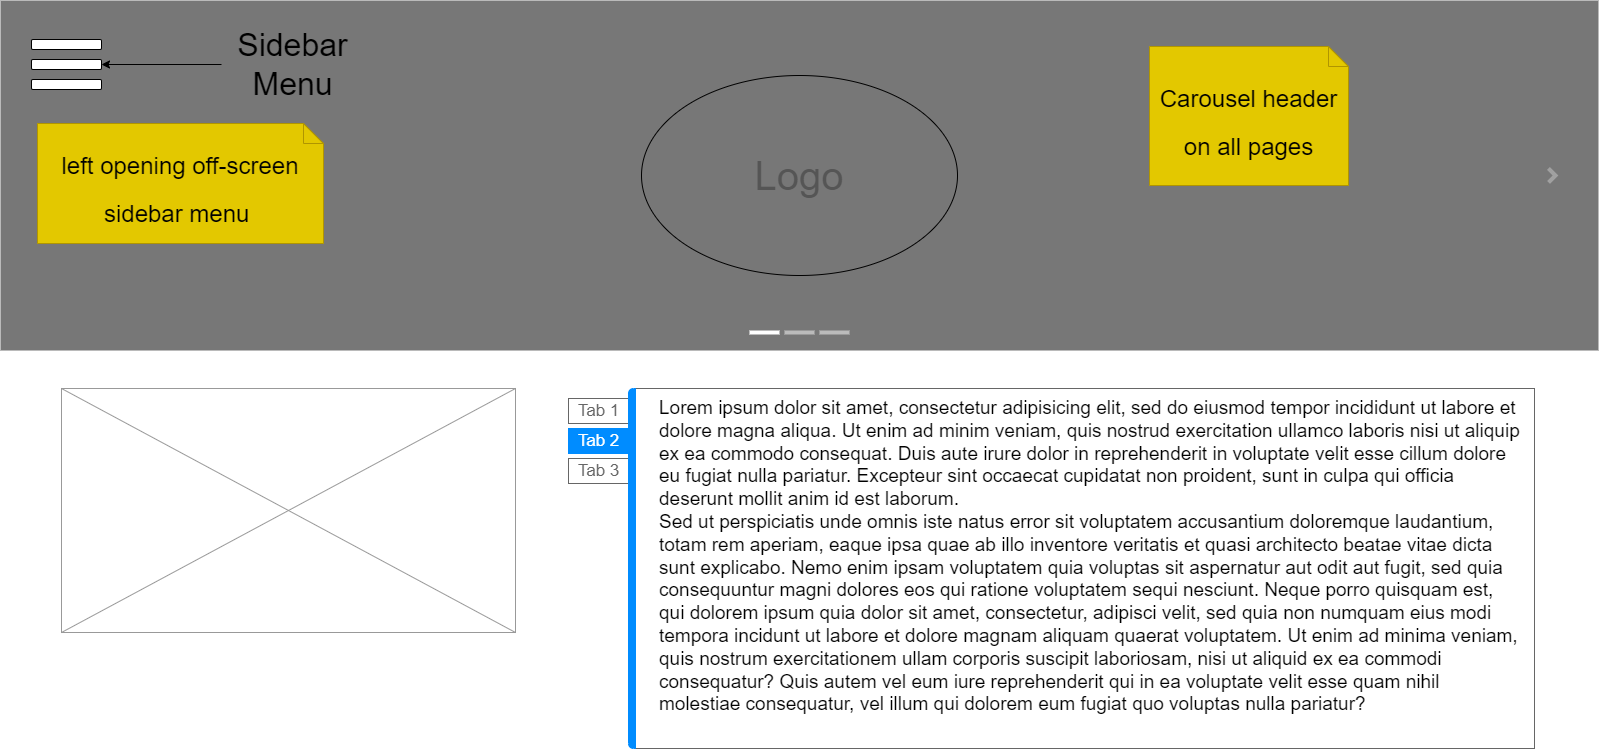 Sidebar
Menu
left opening off-screen
sidebar menu
Logo
Carousel header
on all pages
Tab 1
Tab 2
Tab 3
Lorem ipsum dolor sit amet, consectetur adipisicing elit, sed do eiusmod tempor incididunt ut labore et
dolore magna aliqua. Ut enim ad minim veniam, quis nostrud exercitation ullamco laboris nisi ut aliquip
ex ea commodo consequat. Duis aute irure dolor in reprehenderit in voluptate velit esse cillum dolore
eu fugiat nulla pariatur. Excepteur sint occaecat cupidatat non proident, sunt in culpa qui officia
deserunt mollit anim id est laborum.
Sed ut perspiciatis unde omnis iste natus error sit voluptatem accusantium doloremque laudantium,
totam rem aperiam, eaque ipsa quae ab illo inventore veritatis et quasi architecto beatae vitae dicta
sunt explicabo. Nemo enim ipsam voluptatem quia voluptas sit aspernatur aut odit aut fugit, sed quia
consequuntur magni dolores eos qui ratione voluptatem sequi nesciunt. Neque porro quisquam est,
qui dolorem ipsum quia dolor sit amet, consectetur, adipisci velit, sed quia non numquam eius modi
tempora incidunt ut labore et dolore magnam aliquam quaerat voluptatem. Ut enim ad minima veniam,
quis nostrum exercitationem ullam corporis suscipit laboriosam, nisi ut aliquid ex ea commodi
consequatur? Quis autem vel eum iure reprehenderit qui in ea voluptate velit esse quam nihil
molestiae consequatur, vel illum qui dolorem eum fugiat quo voluptas nulla pariatur?